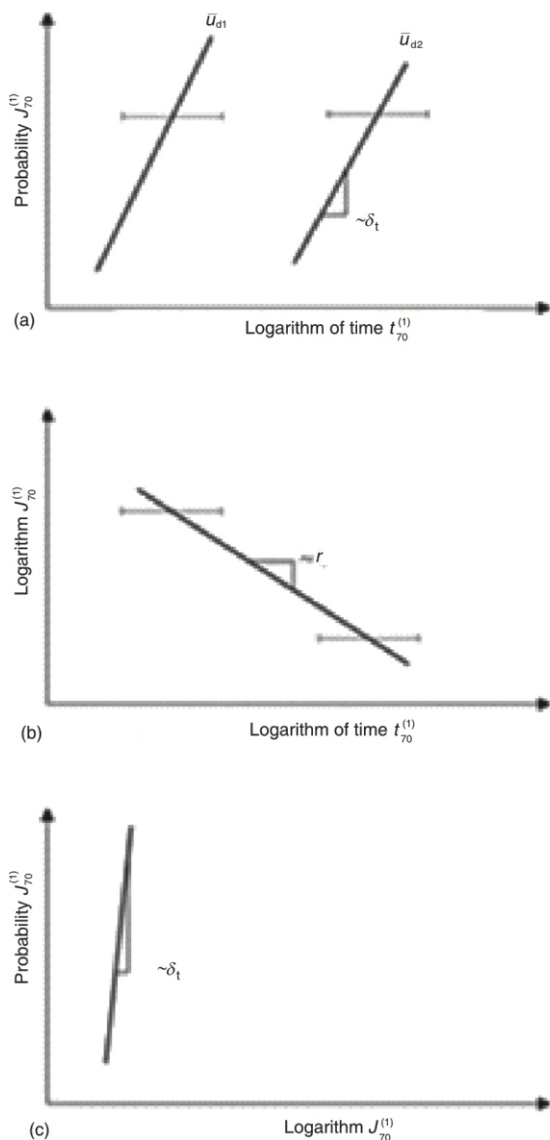 ū_d1
ū_d2
Probability J_70^(1)
~δ_t
(a)
Logarithm of time t_70^(1)
Logarithm J_70^(1)
~ r
(b)
Logarithm of time t_70^(1)
Probability J_70^(1)
~δ_t
(c)
Logarithm J_70^(1)